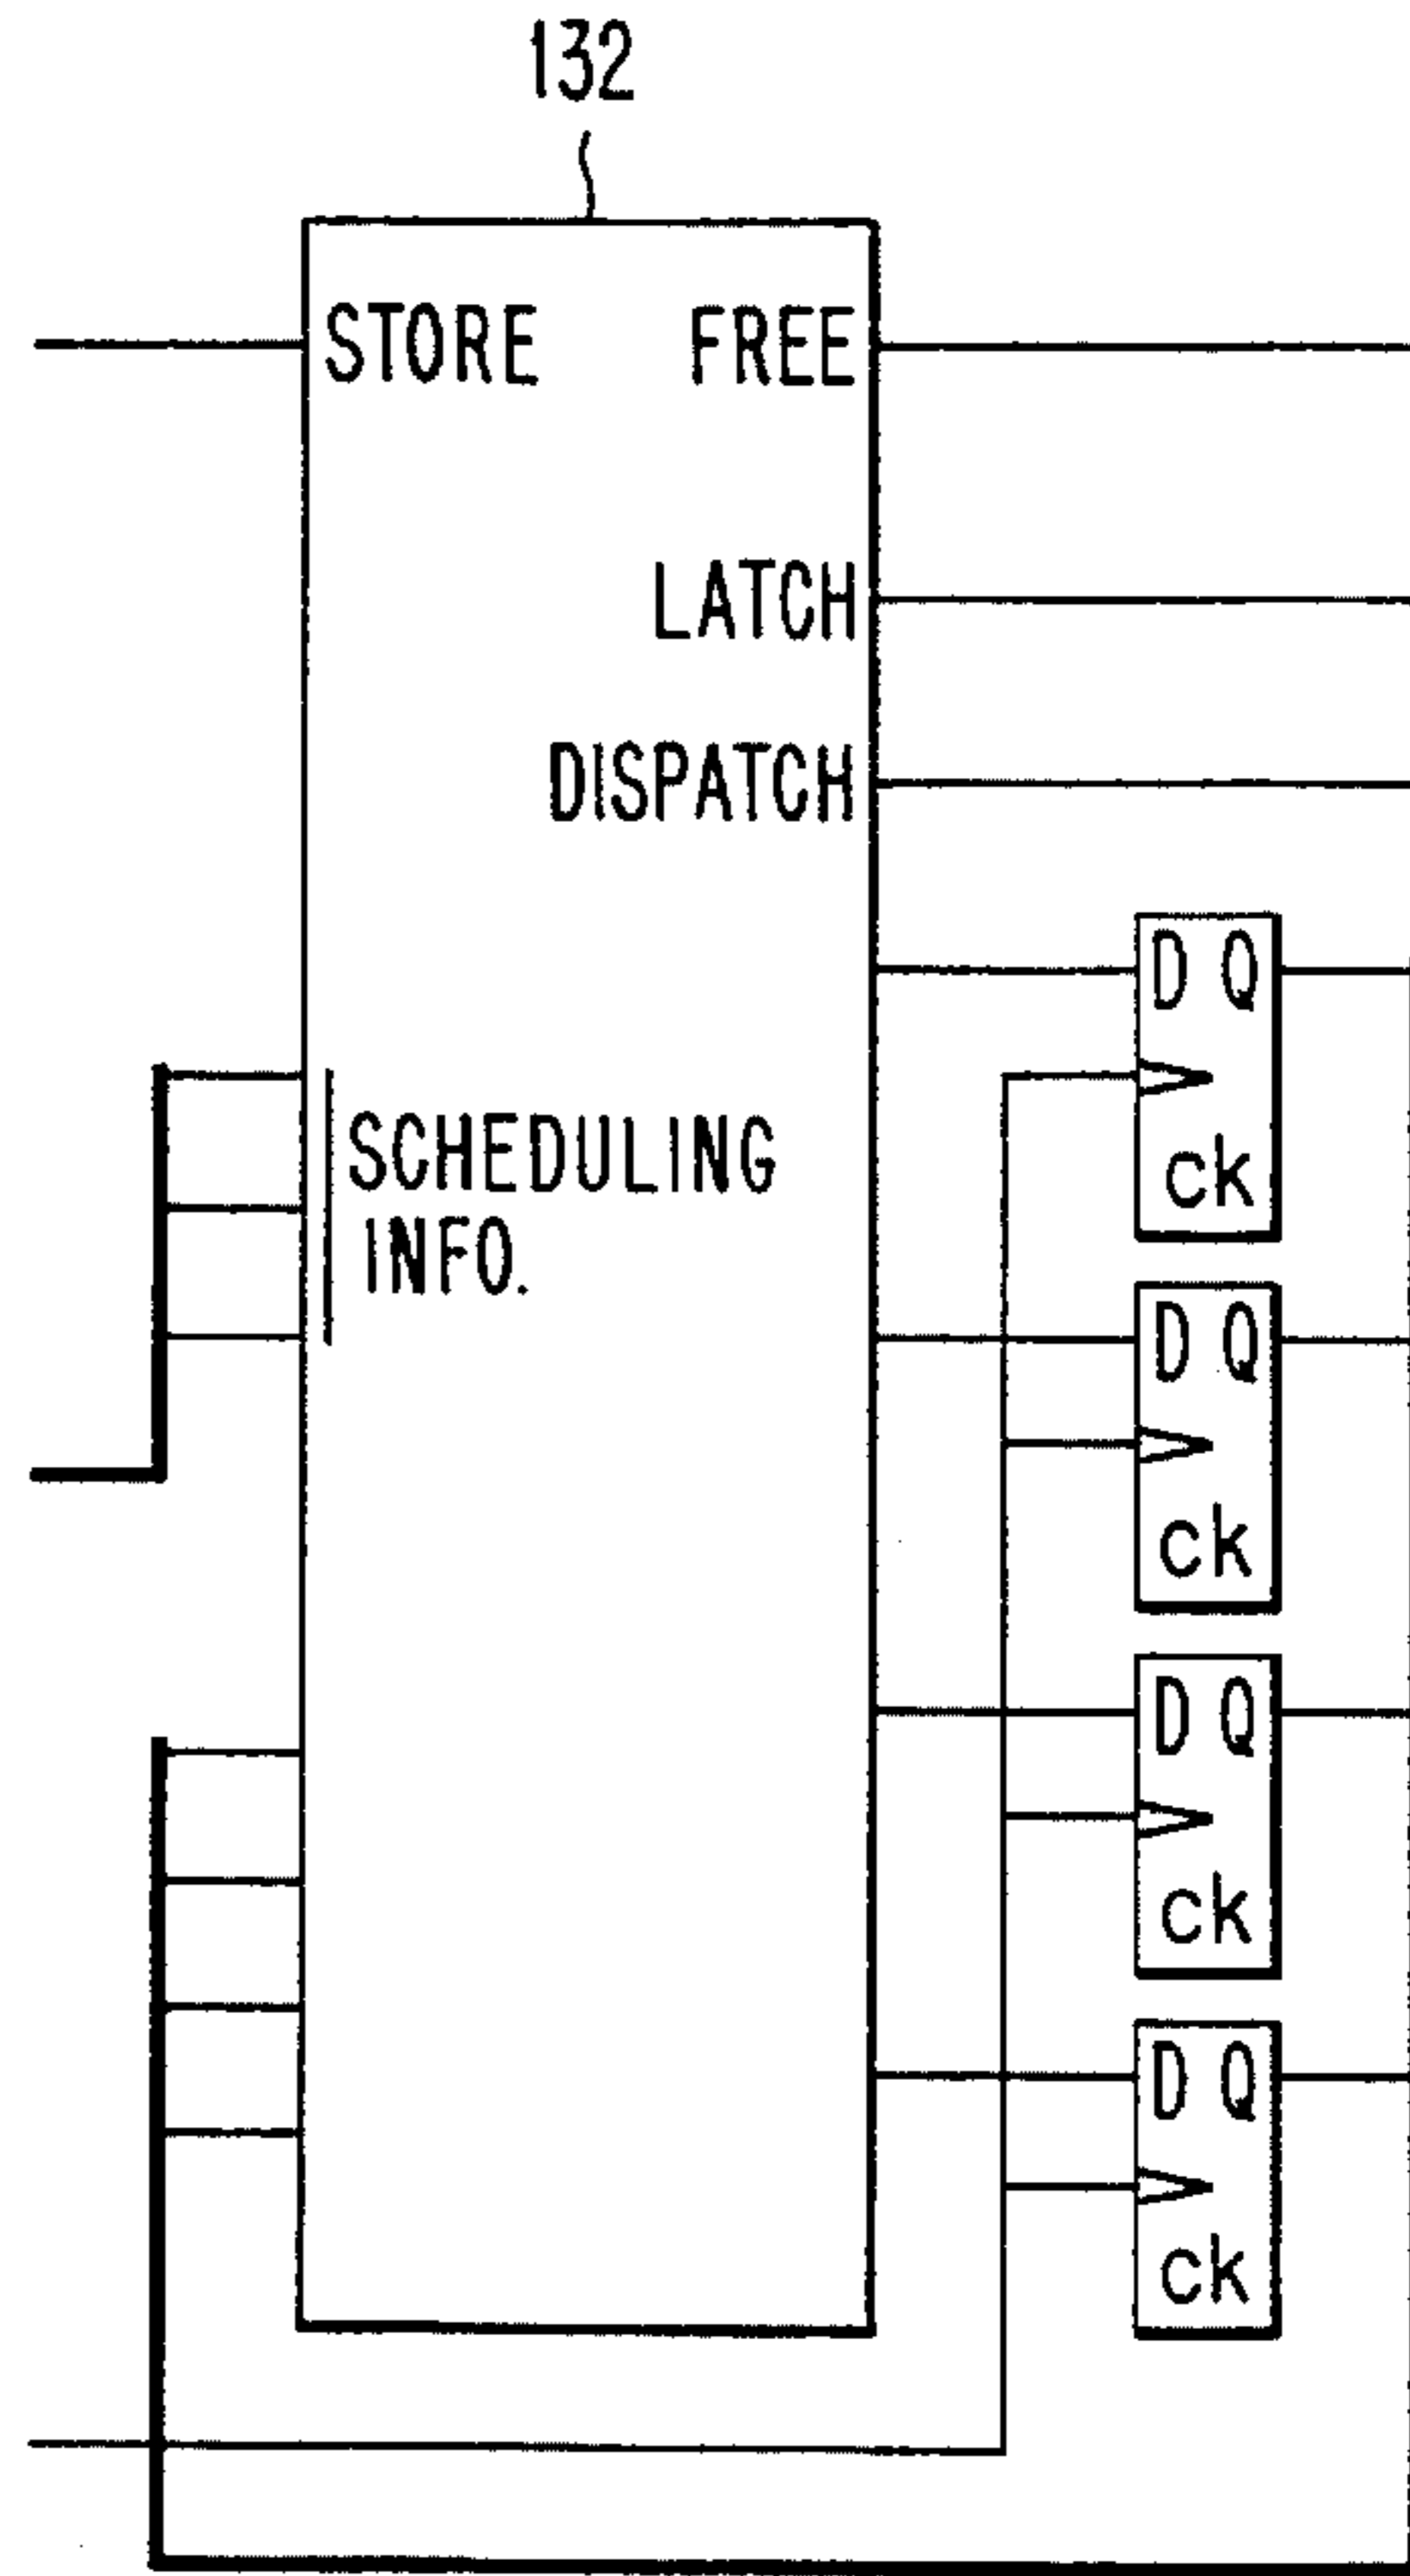 132
STORE FREE
LATCH
DISPATCH
D Q
SCHEDULING
ck
INFO.
D Q
ck
D Q
ck
D Q
ck